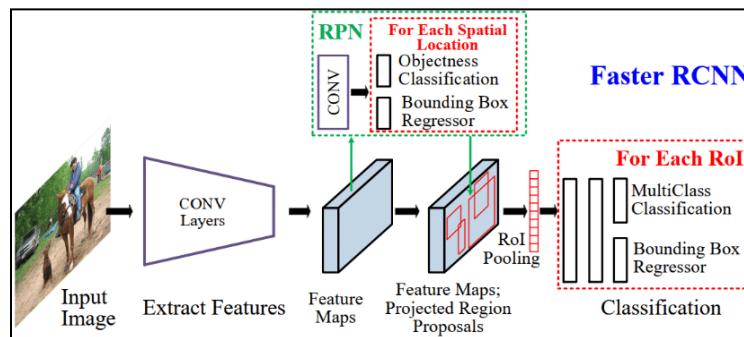 RPN
For Each Spatial
Location
CONV
Objectness
Classification
Bounding Box
Regressor
Faster RCNN
CONV
Layers
For Each RoI
MultiClass
Classification
Bounding Box
Regressor
RoI
Pooling
Input
Image
Extract Features
Feature
Maps
Feature Maps;
Projected Region
Proposals
Classification